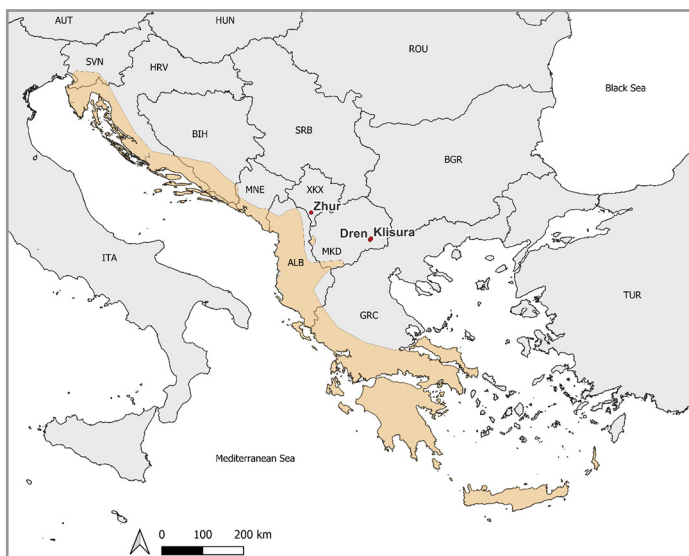 AUT
HUN
SVN
HRV
ROU
Black Sea
BIH
SRB
BGR
MNE
XKX
Zhur
Dren Klisura
MKD
ITA
ALB
TUR
GRC
Mediterranean Sea
0 100 200 km